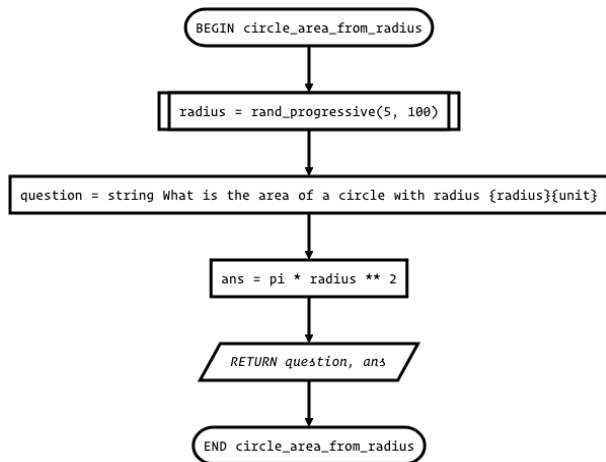 BEGIN circle_area_from_radius
radius = rand_progressive(5, 100)
question = string What is the area of a circle with radius {radius}{unit}
ans = pi * radius ** 2
RETURN question, ans
END circle_area_from_radius